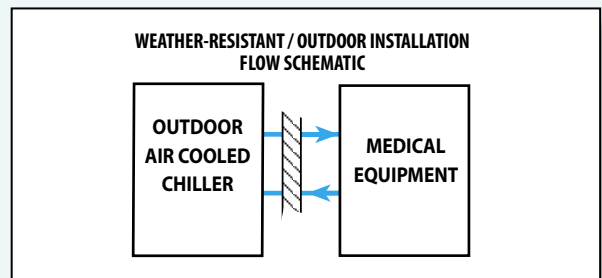 WEATHER-RESISTANT / OUTDOOR INSTALLATION
FLOW SCHEMATIC
OUTDOOR
AIR COOLED
CHILLER
MEDICAL
EQUIPMENT